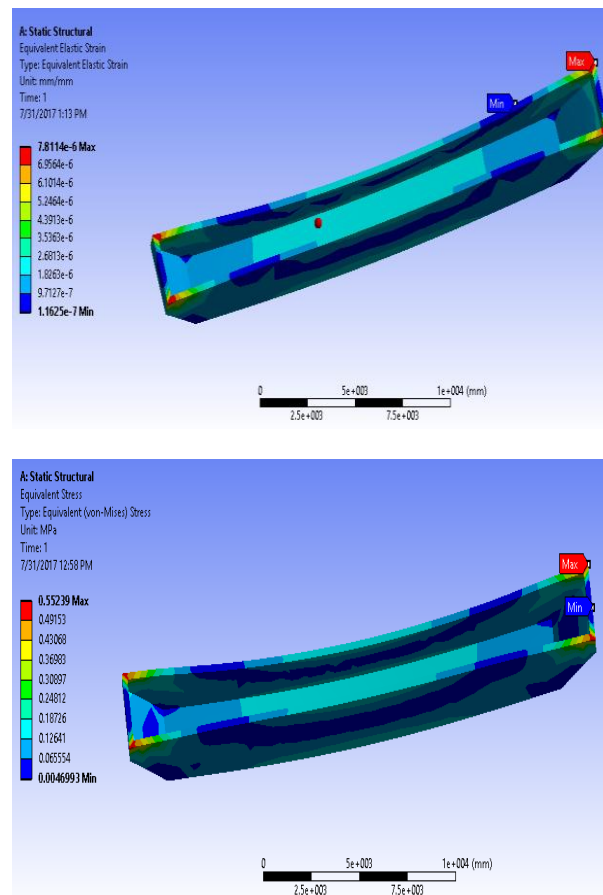 A: Static Structural
Equivalent Elastic Strain
Type: Equivalent Elastic Strain
Unit: mm/mm
Time: 1
7/31/2017 1:13 PM
Max
Min
7.8114e-6 Max
6.9564e-6
6.1014e-6
5.2464e-6
4.3913e-6
3.5363e-6
2.6813e-6
1.8263e-6
9.7127e-7
1.1625e-7 Min
0 5e+003 1e+004 (mm)
2.5e+003 7.5e+003
A: Static Structural
Equivalent Stress
Type: Equivalent (von-Mises) Stress
Unit: MPa
Time: 1
7/31/2017 12:58 PM
Max
Min
0.55239 Max
0.49153
0.43068
0.36983
0.30897
0.24812
0.18726
0.12641
0.065554
0.0046993 Min
0 5e+003 1e+004 (mm)
2.5e+003 7.5e+003